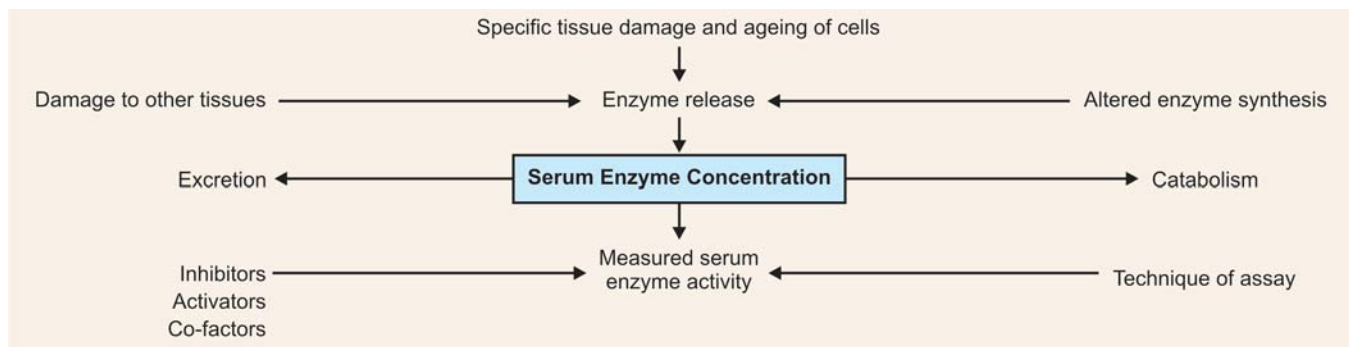 Specific tissue damage and ageing of cells
Damage to other tissues
Enzyme release
Altered enzyme synthesis
Excretion
Serum Enzyme Concentration
Catabolism
Measured serum
enzyme activity
Inhibitors
Activators
Co-factors
Technique of assay